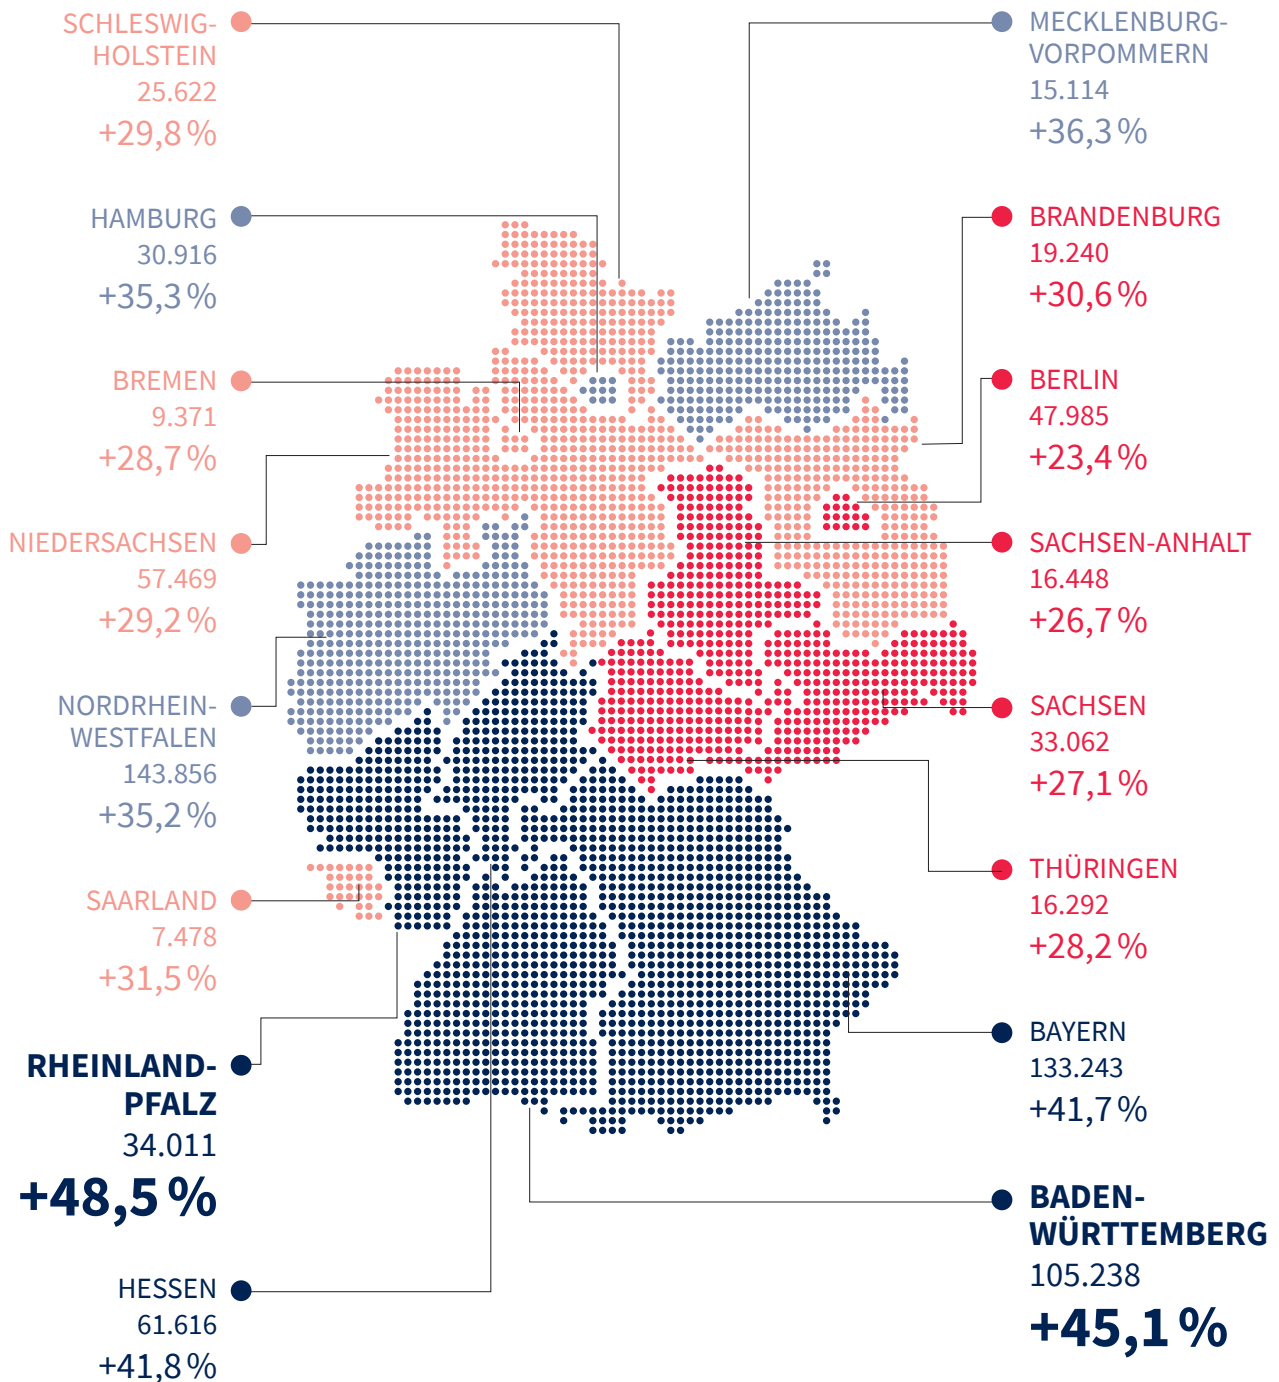 SCHLESWIG-
HOLSTEIN
25.622
+29,8 %
HAMBURG
30.916
+35,3 %
BREMEN
9.371
+28,7 %
NIEDERSACHSEN
57.469
+29,2 %
NORDRHEIN-
WESTFALEN
143.856
+35,2 %
SAARLAND
7.478
+31,5 %
RHEINLAND-
PFALZ
34.011
+48,5 %
HESSEN
61.616
+41,8 %
MECKLENBURG-
VORPOMMERN
15.114
+36,3 %
BRANDENBURG
19.240
+30,6 %
BERLIN
47.985
+23,4 %
SACHSEN-ANHALT
16.448
+26,7 %
SACHSEN
33.062
+27,1 %
THÜRINGEN
16.292
+28,2 %
BAYERN
133.243
+41,7 %
BADEN-
WÜRTTEMBERG
105.238
+45,1 %